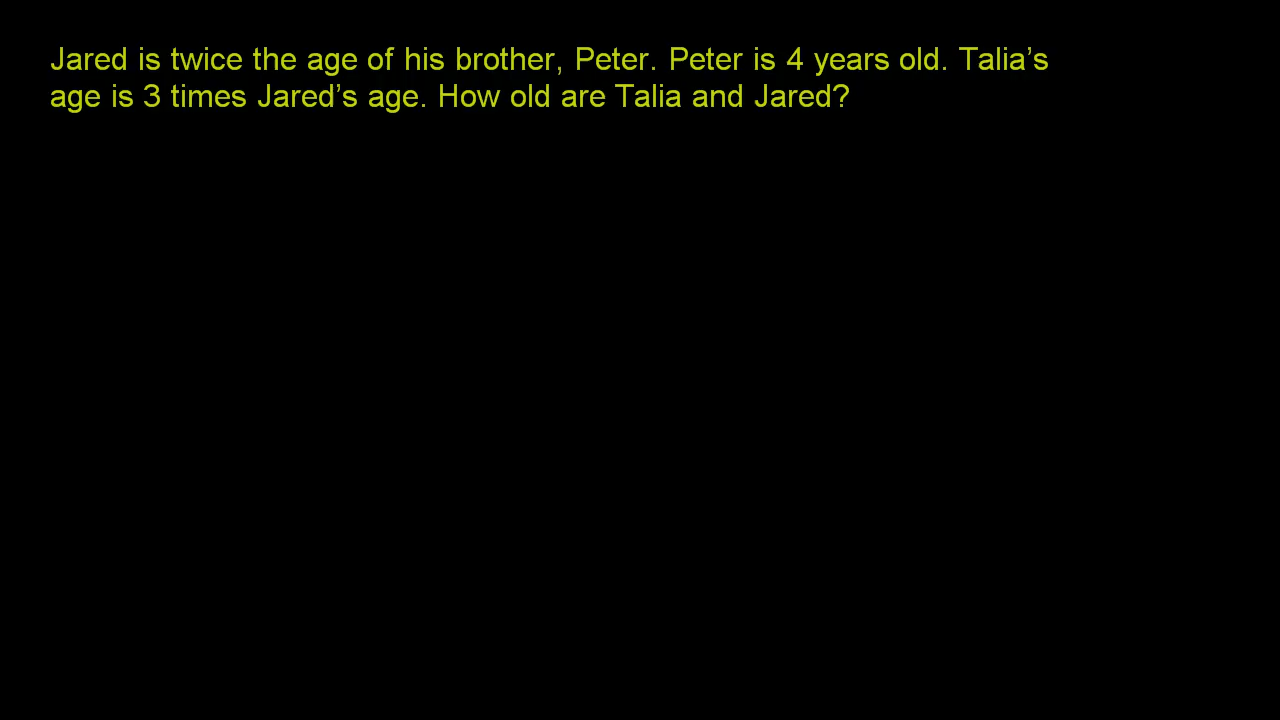 Jared is twice the age of his brother, Peter. Peter is 4 years old. Talia’s
age is 3 times Jared’s age. How old are Talia and Jared?